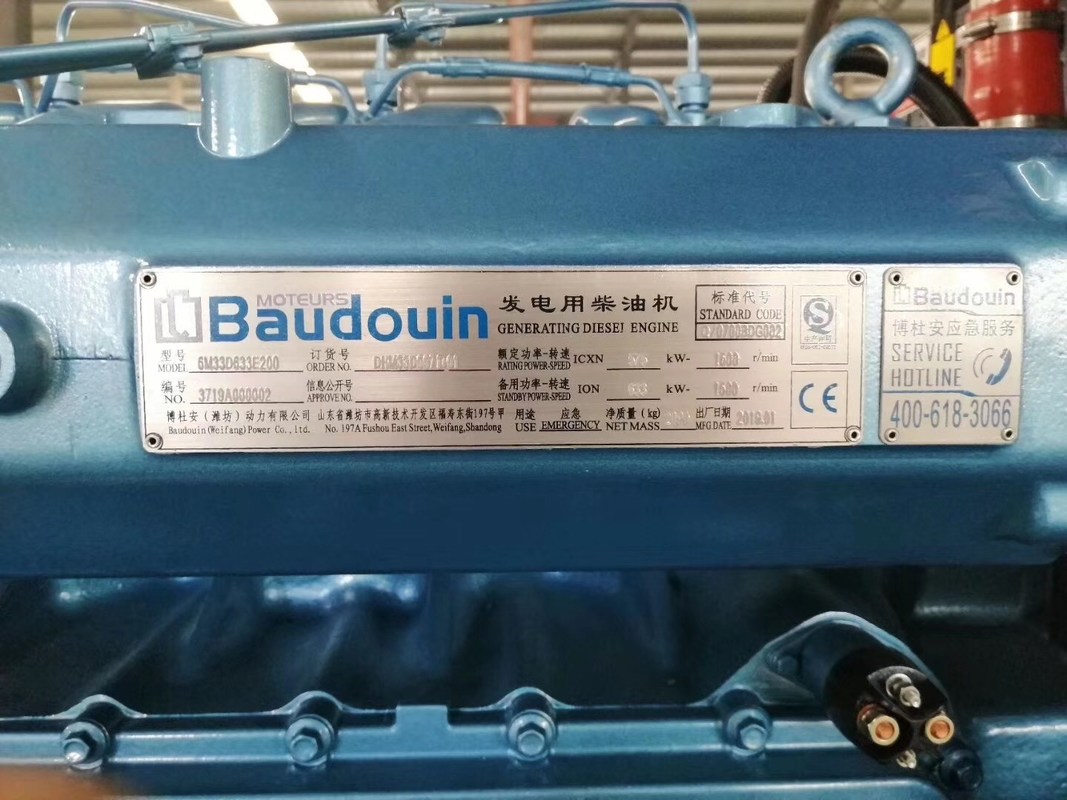 MOTEURS
Baudouin
发电用柴油机
GENERATING DIESEL ENGINE
标准代号
STANDARD CODE
型号
MODEL 6M33D633E200
订货号
ORDER NO.
额定功率-转速 ICXN kW- 1500 r/min
RATING POWER-SPEED
编号
NO. 3719A000002
信息公开号
APPROVE NO.
备用功率-转速 ION 633 kW- 1500 r/min
STANDBY POWER-SPEED
博杜安（潍坊）动力有限公司 山东省潍坊市高新技术开发区福寿东街197号甲
Baudouin (Weifang) Power Co., ltd. No. 197A Fushou East Street, Weifang, Shandong
用途 应急 净质量 (kg) 出厂日期
USE EMERGENCY NET MASS MFG DATE 2019.01
CE
Baudouin
博杜安应急服务
SERVICE
HOTLINE
400-618-3066